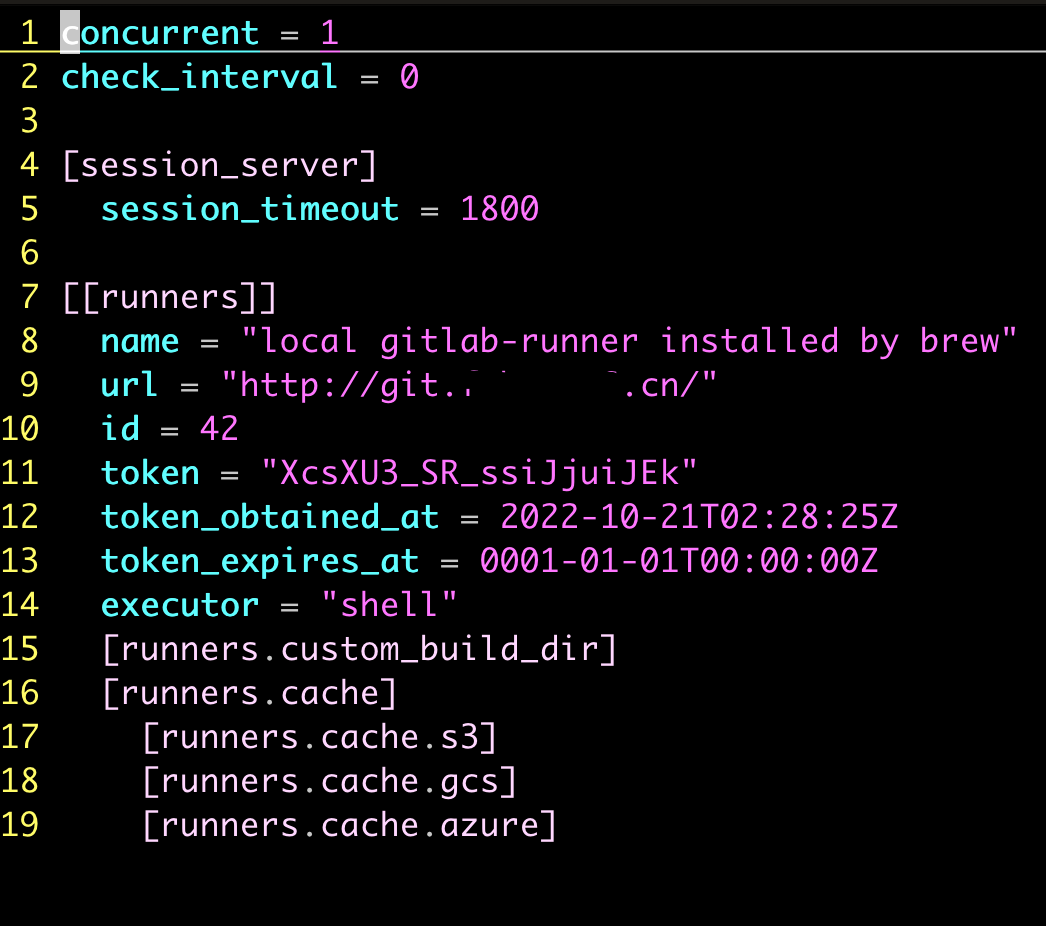 1 concurrent = 1
2 check_interval = 0
3
4 [session_server]
5   session_timeout = 1800
6
7 [[runners]]
8   name = "local gitlab-runner installed by brew"
9   url = "http://git. .cn/"
10   id = 42
11   token = "XcsXU3_SR_ssiJjuiJEk"
12   token_obtained_at = 2022-10-21T02:28:25Z
13   token_expires_at = 0001-01-01T00:00:00Z
14   executor = "shell"
15   [runners.custom_build_dir]
16   [runners.cache]
17     [runners.cache.s3]
18     [runners.cache.gcs]
19     [runners.cache.azure]